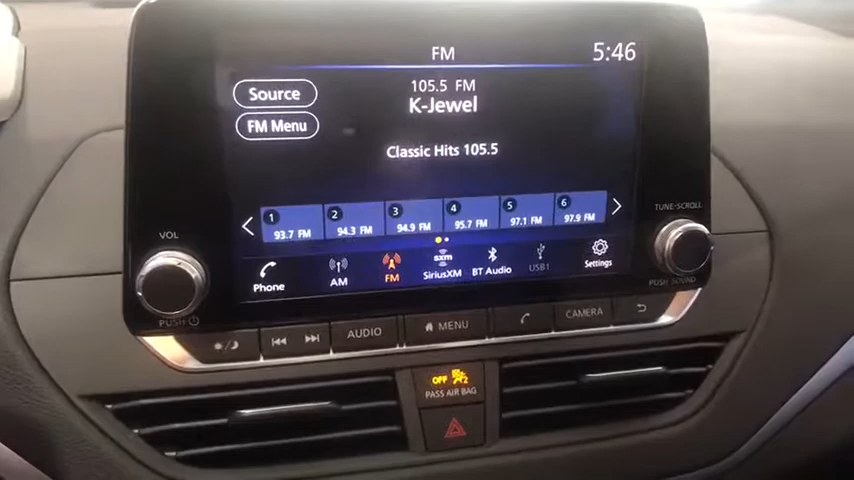 FM
5:46
Source
105.5 FM
K-Jewel
FM Menu
Classic Hits 105.5
1 93.7 FM
2 94.3 FM
3 94.9 FM
4 95.7 FM
5 97.1 FM
6 97.9 FM
Phone
AM
FM
sxm
SiriusXM
BT Audio
USB1
Settings
VOL
PUSH
TUNE·SCROLL
PUSH SOUND
AUDIO
MENU
CAMERA
OFF 2
PASS AIR BAG